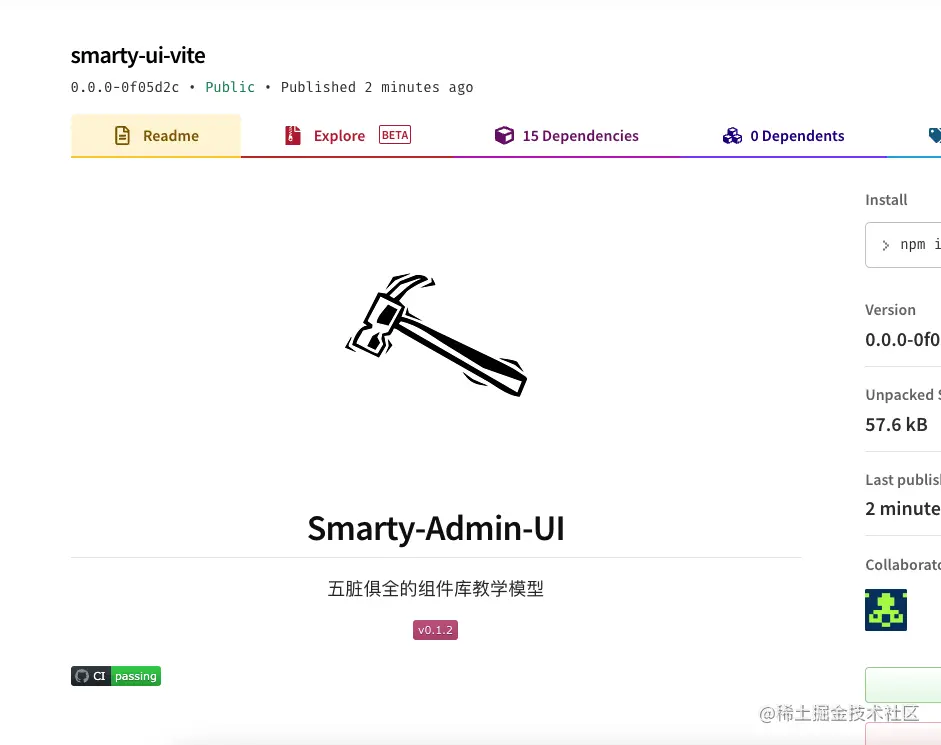 smarty-ui-vite
0.0.0-0f05d2c • Public • Published 2 minutes ago
Readme
Explore BETA
15 Dependencies
0 Dependents
Install
npm i
Version
0.0.0-0f0
Unpacked S
57.6 kB
Last publis
2 minute
Collaborato
Smarty-Admin-UI
五脏俱全的组件库教学模型
v0.1.2
CI passing
@稀土掘金技术社区